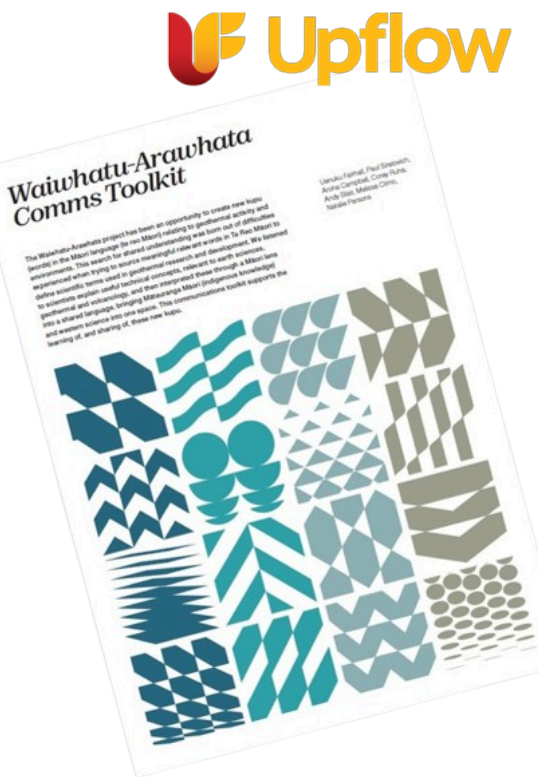 Upflow
Waiwhatu-Arawhata
Comms Toolkit
Uenuku Fairhall, Paul Siratovich,
Aroha Campbell, Corey Ruha,
Andy Blair, Melissa Climo,
Natalie Parsons
The Waiwhatu-Arawhata project has been an opportunity to create new kupu
(words) in the Māori language (te reo Māori) relating to geothermal activity and
environments. This search for shared understanding was born out of difficulties
experienced when trying to source meaningful relevant words in Te Reo Māori to
define scientific terms used in geothermal research and development. We listened
to scientists explain useful technical concepts, relevant to earth sciences,
geothermal and volcanology, and then interpreted these through a Māori lens
into a shared language, bringing Mātauranga Māori (indigenous knowledge)
and western science into one space. This communications toolkit supports the
learning of, and sharing of, these new kupu.